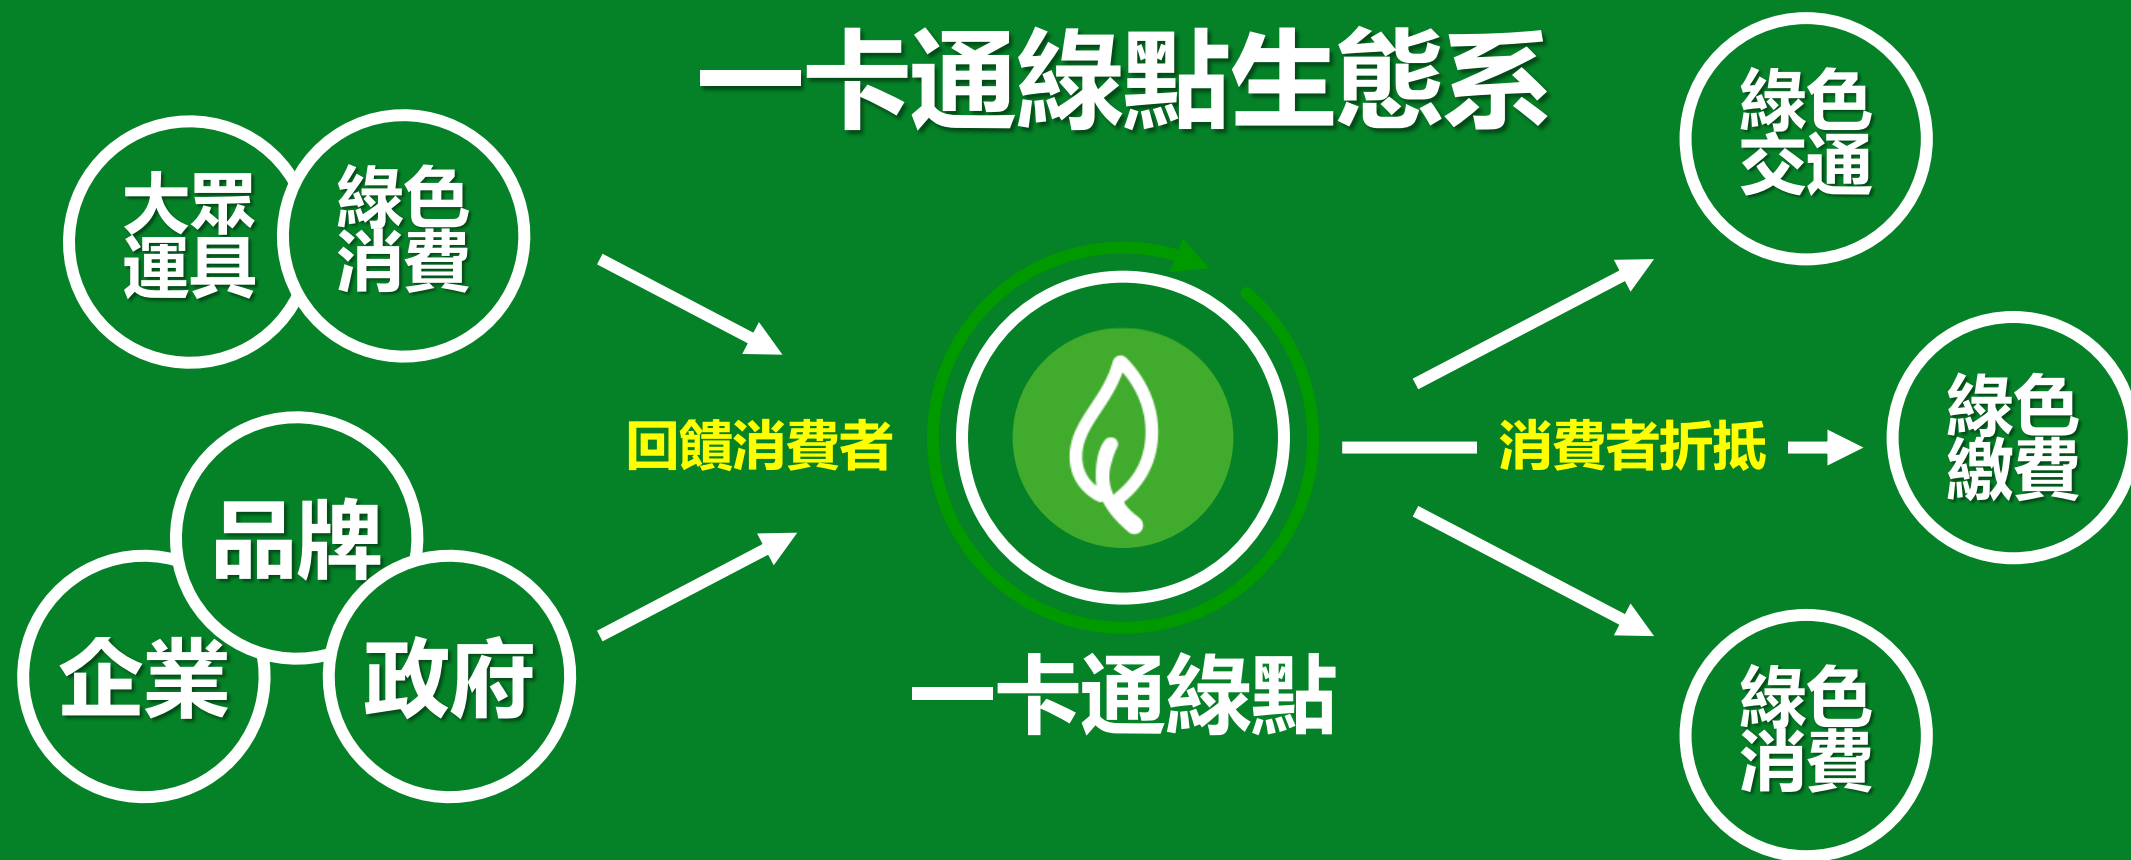 一卡通綠點生態系
大眾
運具
綠色
消費
品牌
企業
政府
回饋消費者
一卡通綠點
消費者折抵
綠色
交通
綠色
繳費
綠色
消費